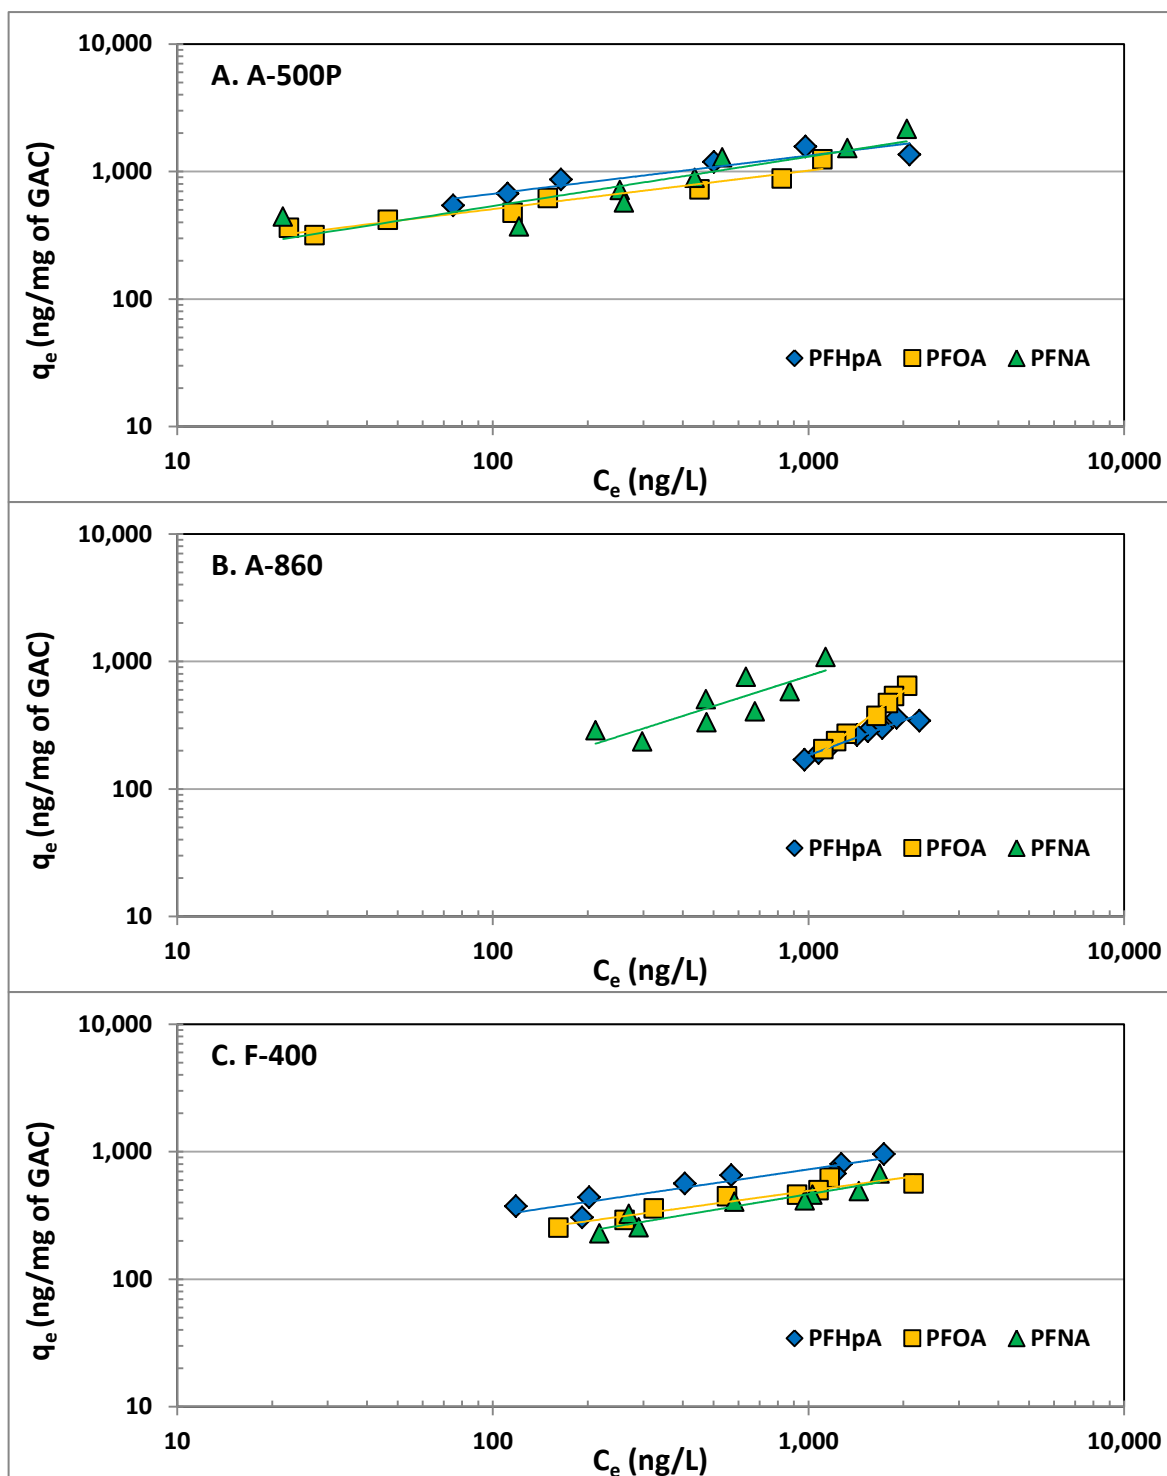 A. A-500P
10,000
1,000
100
10
qₑ (ng/mg of GAC)
PFHpA PFOA PFNA
10 100 1,000 10,000
Cₑ (ng/L)
B. A-860
10,000
1,000
100
10
qₑ (ng/mg of GAC)
PFHpA PFOA PFNA
10 100 1,000 10,000
Cₑ (ng/L)
C. F-400
10,000
1,000
100
10
qₑ (ng/mg of GAC)
PFHpA PFOA PFNA
10 100 1,000 10,000
Cₑ (ng/L)